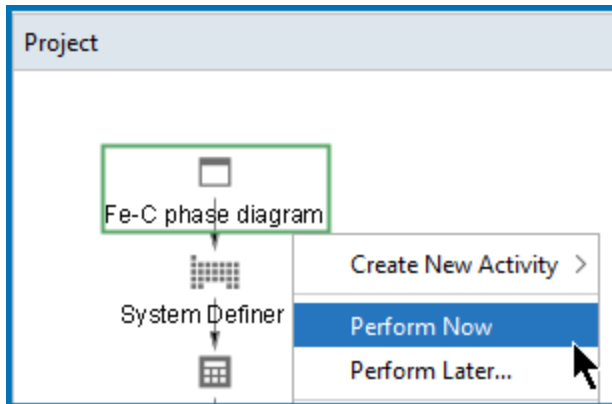 Project
Fe-C phase diagram
Create New Activity >
System Definer
Perform Now
Perform Later...